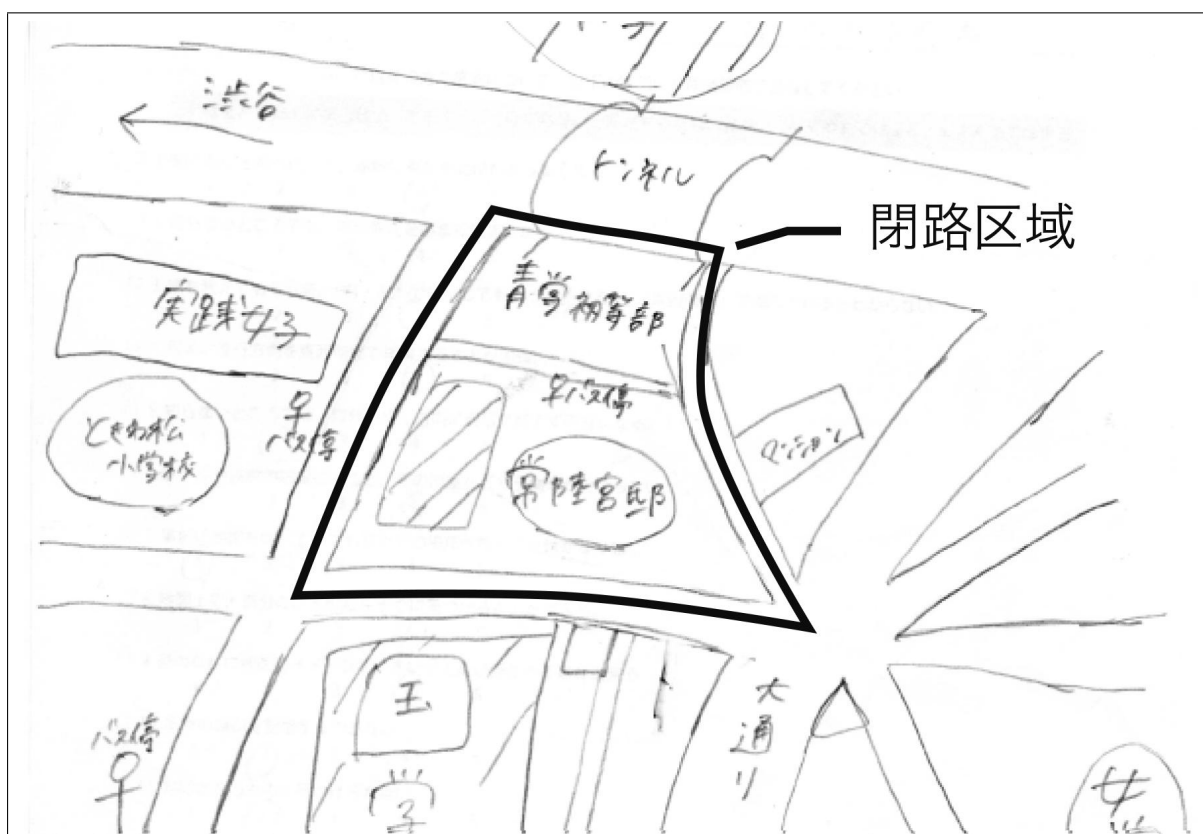 渋谷
トンネル
閉路区域
青学初等部
実践女子
バス停
バス停
ときわ松
小学校
常陸宮邸
マンション
大通り
バス停
玉
学
女